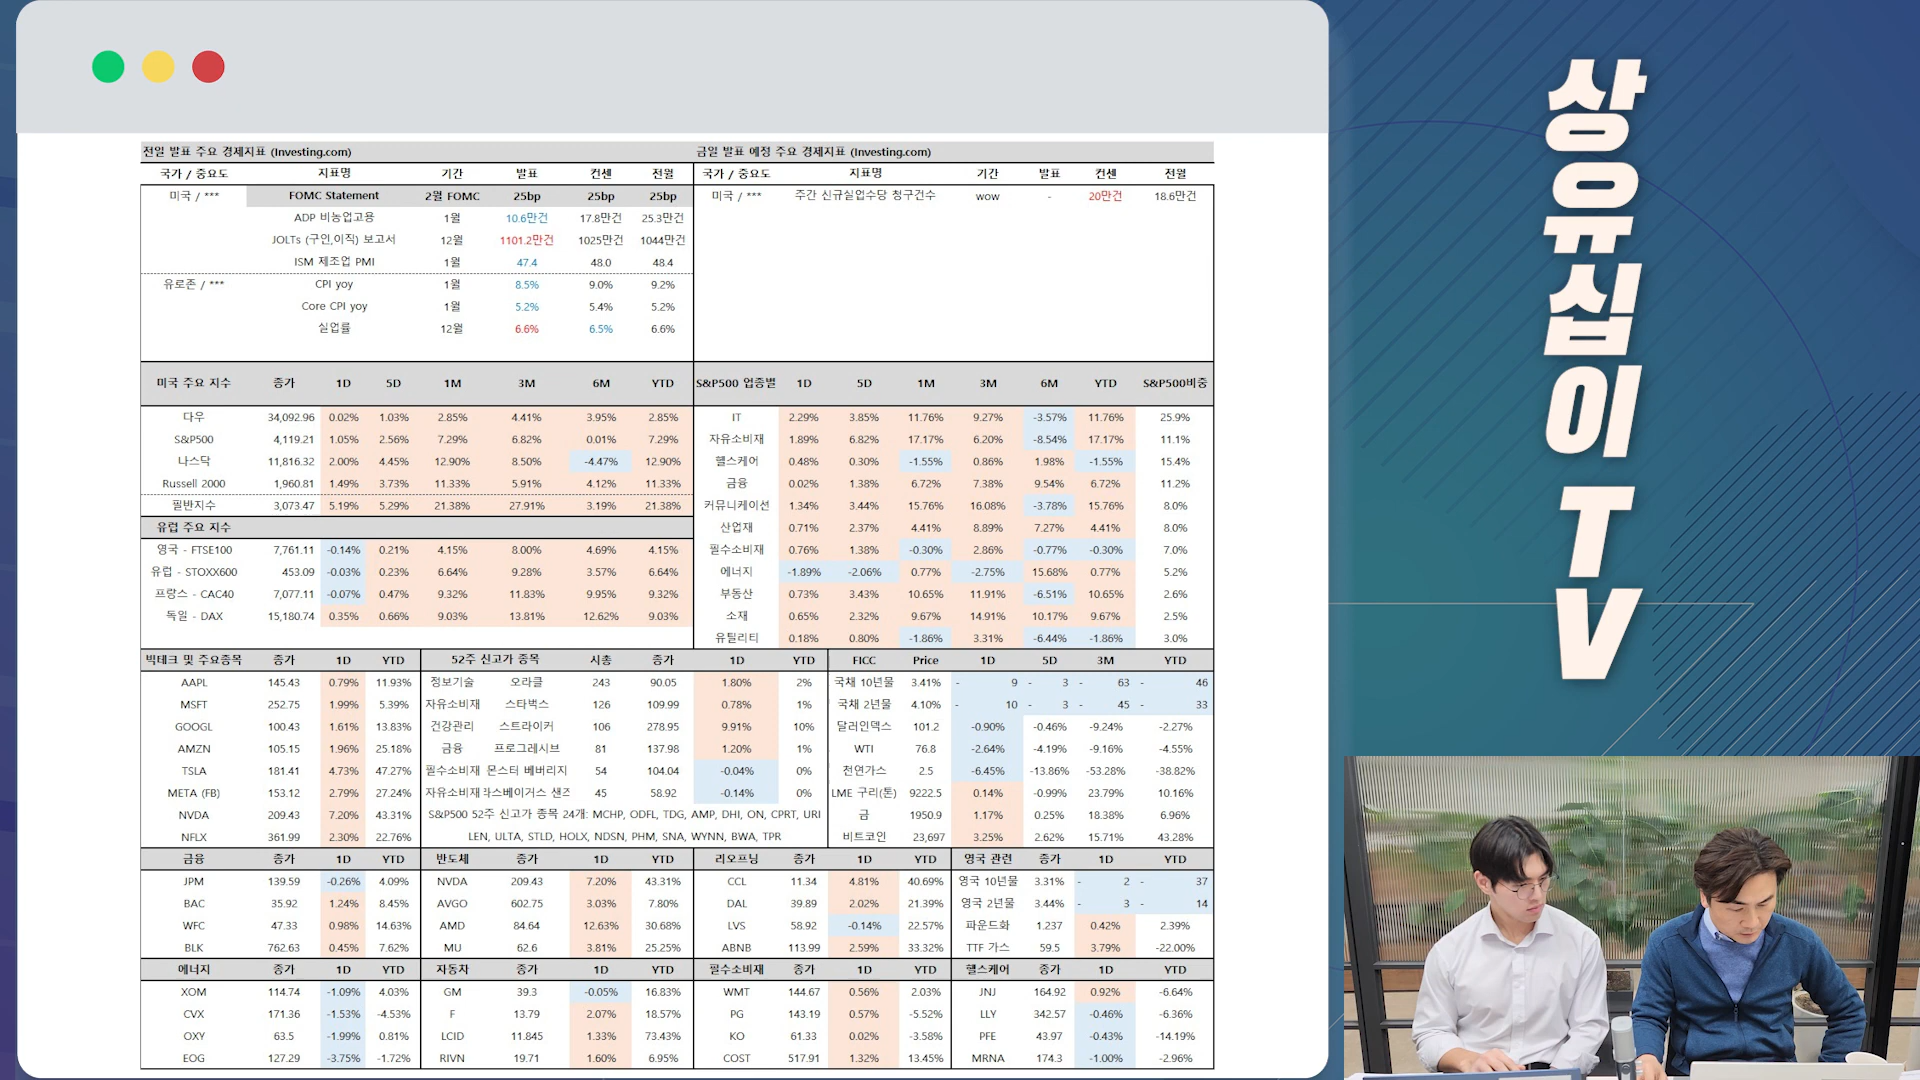 전일 발표 주요 경제지표 (Investing.com) 금일 발표 예정 주요 경제지표 (Investing.com)
국가 / 중요도 지표명 기간 발표 컨센 전월 국가 / 중요도 지표명 기간 발표 컨센 전월
미국 / *** FOMC Statement 2월 FOMC 25bp 25bp 25bp 미국 / *** 주간 신규실업수당 청구건수 wow - 20만건 18.6만건
ADP 비농업고용 1월 10.6만건 17.8만건 25.3만건
JOLTs (구인,이직) 보고서 12월 1101.2만건 1025만건 1044만건
ISM 제조업 PMI 1월 47.4 48.0 48.4
유로존 / *** CPI yoy 1월 8.5% 9.0% 9.2%
Core CPI yoy 1월 5.2% 5.4% 5.2%
실업률 12월 6.6% 6.5% 6.6%
미국 주요 지수 종가 1D 5D 1M 3M 6M YTD S&P500 업종별 1D 5D 1M 3M 6M YTD S&P500비중
다우 34,092.96 0.02% 1.03% 2.85% 4.41% 3.95% 2.85% IT 2.29% 3.85% 11.76% 9.27% -3.57% 11.76% 25.9%
S&P500 4,119.21 1.05% 2.56% 7.29% 6.82% 0.01% 7.29% 자유소비재 1.89% 6.82% 17.17% 6.20% -8.54% 17.17% 11.1%
나스닥 11,816.32 2.00% 4.45% 12.90% 8.50% -4.47% 12.90% 헬스케어 0.48% 0.30% -1.55% 0.86% 1.98% -1.55% 15.4%
Russell 2000 1,960.81 1.49% 3.73% 11.33% 5.91% 4.12% 11.33% 금융 0.02% 1.38% 6.72% 7.38% 9.54% 6.72% 11.2%
필반지수 3,073.47 5.19% 5.29% 21.38% 27.91% 3.19% 21.38% 커뮤니케이션 1.34% 3.44% 15.76% 16.08% -3.78% 15.76% 8.0%
유럽 주요 지수 산업재 0.71% 2.37% 4.41% 8.89% 7.27% 4.41% 8.0%
영국 - FTSE100 7,761.11 -0.14% 0.21% 4.15% 8.00% 4.69% 4.15% 필수소비재 0.76% 1.38% -0.30% 2.86% -0.77% -0.30% 7.0%
유럽 - STOXX600 453.09 -0.03% 0.23% 6.64% 9.28% 3.57% 6.64% 에너지 -1.89% -2.06% 0.77% -2.75% 15.68% 0.77% 5.2%
프랑스 - CAC40 7,077.11 -0.07% 0.47% 9.32% 11.83% 9.95% 9.32% 부동산 0.73% 3.43% 10.65% 11.91% -6.51% 10.65% 2.6%
독일 - DAX 15,180.74 0.35% 0.66% 9.03% 13.81% 12.62% 9.03% 소재 0.65% 2.32% 9.67% 14.91% 10.17% 9.67% 2.5%
유틸리티 0.18% 0.80% -1.86% 3.31% -6.44% -1.86% 3.0%
빅테크 및 주요종목 종가 1D YTD 52주 신고가 종목 시총 종가 1D YTD FICC Price 1D 5D 3M YTD
AAPL 145.43 0.79% 11.93% 정보기술 오라클 243 90.05 1.80% 2% 국채 10년물 3.41% - 9 - 3 - 63 - 46
MSFT 252.75 1.99% 5.39% 자유소비재 스타벅스 126 109.99 0.78% 1% 국채 2년물 4.10% - 10 - 3 - 45 - 33
GOOGL 100.43 1.61% 13.83% 건강관리 스트라이커 106 278.95 9.91% 10% 달러인덱스 101.2 -0.90% -0.46% -9.24% -2.27%
AMZN 105.15 1.96% 25.18% 금융 프로그레시브 81 137.98 1.20% 1% WTI 76.8 -2.64% -4.19% -9.16% -4.55%
TSLA 181.41 4.73% 47.27% 필수소비재 몬스터 베버리지 54 104.04 -0.04% 0% 천연가스 2.5 -6.45% -13.86% -53.28% -38.82%
META (FB) 153.12 2.79% 27.24% 자유소비재 라스베이거스 샌즈 45 58.92 -0.14% 0% LME 구리(톤) 9222.5 0.14% -0.99% 23.79% 10.16%
NVDA 209.43 7.20% 43.31% S&P500 52주 신고가 종목 24개: MCHP, ODFL, TDG, AMP, DHI, ON, CPRT, URI 금 1950.9 1.17% 0.25% 18.38% 6.96%
NFLX 361.99 2.30% 22.76% LEN, ULTA, STLD, HOLX, NDSN, PHM, SNA, WYNN, BWA, TPR 비트코인 23,697 3.25% 2.62% 15.71% 43.28%
금융 종가 1D YTD 반도체 종가 1D YTD 리오프닝 종가 1D YTD 영국 관련 종가 1D YTD
JPM 139.59 -0.26% 4.09% NVDA 209.43 7.20% 43.31% CCL 11.34 4.81% 40.69% 영국 10년물 3.31% - 2 - 37
BAC 35.92 1.24% 8.45% AVGO 602.75 3.03% 7.80% DAL 39.89 2.02% 21.39% 영국 2년물 3.44% - 3 - 14
WFC 47.33 0.98% 14.63% AMD 84.64 12.63% 30.68% LVS 58.92 -0.14% 22.57% 파운드화 1.237 0.42% 2.39%
BLK 762.63 0.45% 7.62% MU 62.6 3.81% 25.25% ABNB 113.99 2.59% 33.32% TTF 가스 59.5 3.79% -22.00%
에너지 종가 1D YTD 자동차 종가 1D YTD 필수소비재 종가 1D YTD 헬스케어 종가 1D YTD
XOM 114.74 -1.09% 4.03% GM 39.3 -0.05% 16.83% WMT 144.67 0.56% 2.03% JNJ 164.92 0.92% -6.64%
CVX 171.36 -1.53% -4.53% F 13.79 2.07% 18.57% PG 143.19 0.57% -5.52% LLY 342.57 -0.46% -6.36%
OXY 63.5 -1.99% 0.81% LCID 11.845 1.33% 73.43% KO 61.33 0.02% -3.58% PFE 43.97 -0.43% -14.19%
EOG 127.29 -3.75% -1.72% RIVN 19.71 1.60% 6.95% COST 517.91 1.32% 13.45% MRNA 174.3 -1.00% -2.96%
상유십이 TV